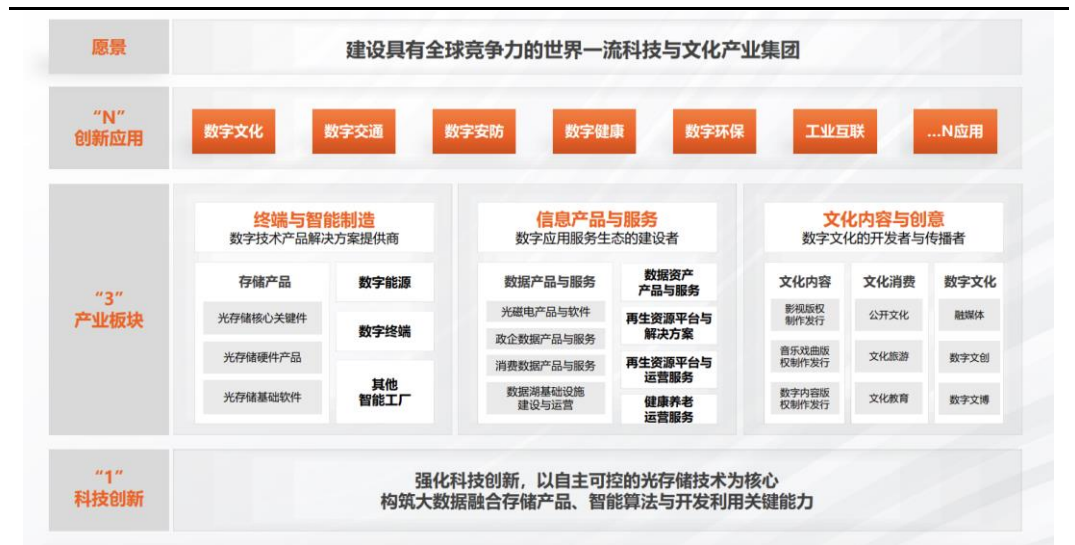 愿景
建设具有全球竞争力的世界一流科技与文化产业集团
“N”
创新应用
数字文化
数字交通
数字安防
数字健康
数字环保
工业互联
...N应用
“3”
产业板块
终端与智能制造
数字技术产品解决方案提供商
存储产品
光存储核心关键件
光存储硬件产品
光存储基础软件
数字能源
数字终端
其他
智能工厂
信息产品与服务
数字应用服务生态的建设者
数据产品与服务
光磁电产品与软件
政企数据产品与服务
消费数据产品与服务
数据湖基础设施
建设与运营
数据资产
产品与服务
再生资源平台与
解决方案
再生资源平台与
运营服务
健康养老
运营服务
文化内容与创意
数字文化的开发者与传播者
文化内容
影视版权
制作发行
音乐戏曲版
权制作发行
数字内容版
权制作发行
文化消费
公开文化
文化旅游
文化教育
数字文化
融媒体
数字文创
数字文博
“1”
科技创新
强化科技创新，以自主可控的光存储技术为核心
构筑大数据融合存储产品、智能算法与开发利用关键能力